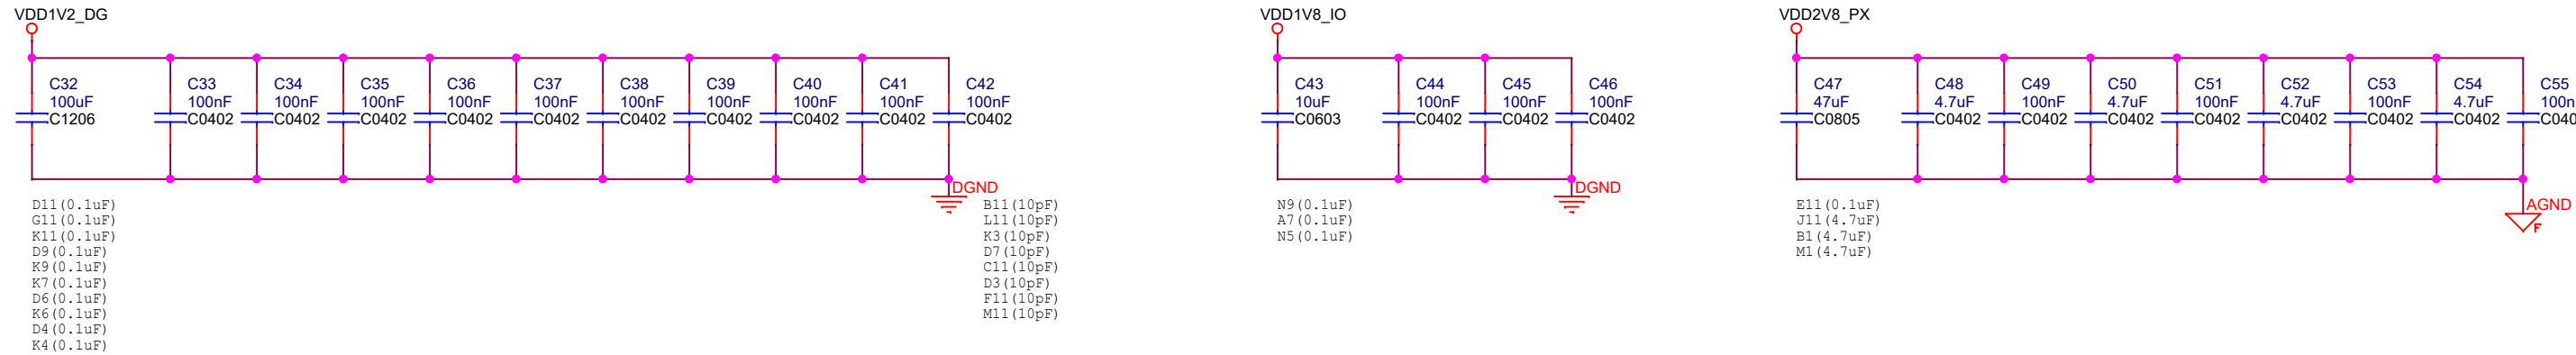 VDD1V2_DG
C32
100uF
C1206
C33
100nF
C0402
C34
100nF
C0402
C35
100nF
C0402
C36
100nF
C0402
C37
100nF
C0402
C38
100nF
C0402
C39
100nF
C0402
C40
100nF
C0402
C41
100nF
C0402
C42
100nF
C0402
DGND
D11(0.1uF)
G11(0.1uF)
K11(0.1uF)
D9(0.1uF)
K9(0.1uF)
K7(0.1uF)
D6(0.1uF)
K6(0.1uF)
D4(0.1uF)
K4(0.1uF)
B11(10pF)
L11(10pF)
K3(10pF)
D7(10pF)
C11(10pF)
D3(10pF)
F11(10pF)
M11(10pF)
VDD1V8_IO
C43
10uF
C0603
C44
100nF
C0402
C45
100nF
C0402
C46
100nF
C0402
DGND
N9(0.1uF)
A7(0.1uF)
N5(0.1uF)
VDD2V8_PX
C47
47uF
C0805
C48
4.7uF
C0402
C49
100nF
C0402
C50
4.7uF
C0402
C51
100nF
C0402
C52
4.7uF
C0402
C53
100nF
C0402
C54
4.7uF
C0402
C55
100n
C040
AGND
F
E11(0.1uF)
J11(4.7uF)
B1(4.7uF)
M1(4.7uF)